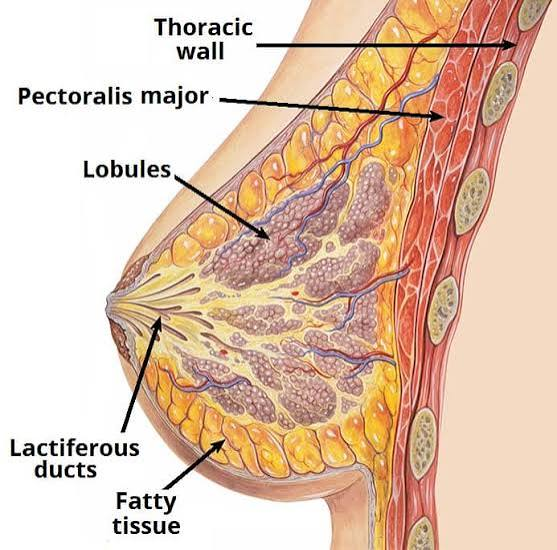 Thoracic
wall
Pectoralis major
Lobules
Lactiferous
ducts
Fatty
tissue